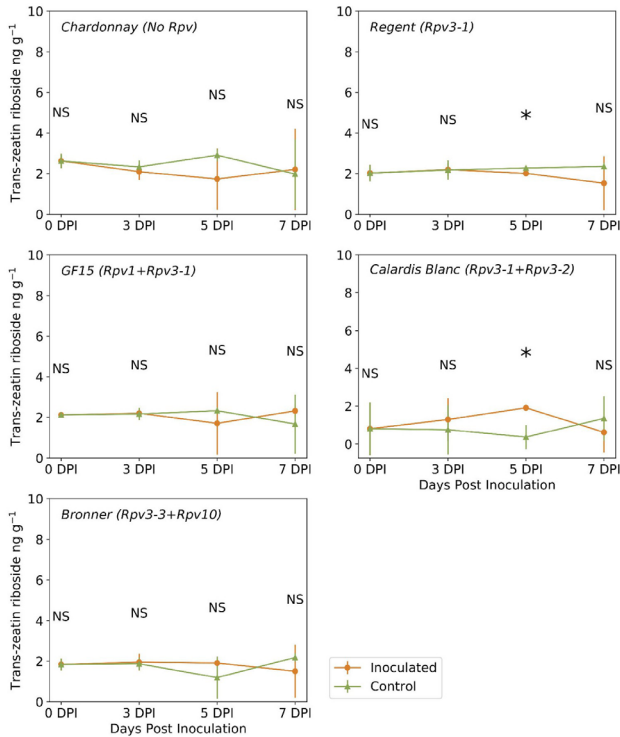 Chardonnay (No Rpv)
Trans-zeatin riboside ng g⁻¹
10
8
6
4
2
0
NS
NS
NS
NS
0 DPI
3 DPI
5 DPI
7 DPI
Regent (Rpv3-1)
10
8
6
4
2
0
NS
NS
*
NS
0 DPI
3 DPI
5 DPI
7 DPI
GF15 (Rpv1+Rpv3-1)
Trans-zeatin riboside ng g⁻¹
10
8
6
4
2
0
NS
NS
NS
NS
0 DPI
3 DPI
5 DPI
7 DPI
Calardis Blanc (Rpv3-1+Rpv3-2)
10
8
6
4
2
0
NS
NS
*
NS
0 DPI
3 DPI
5 DPI
7 DPI
Days Post Inoculation
Bronner (Rpv3-3+Rpv10)
Trans-zeatin riboside ng g⁻¹
10
8
6
4
2
0
NS
NS
NS
NS
0 DPI
3 DPI
5 DPI
7 DPI
Days Post Inoculation
Inoculated
Control